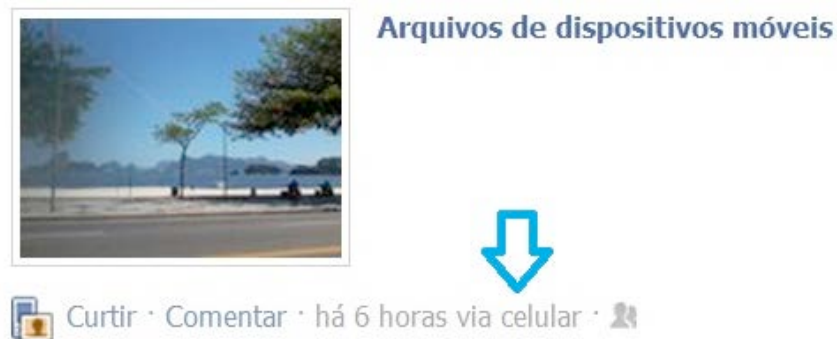 Arquivos de dispositivos móveis
Curtir · Comentar · há 6 horas via celular ·